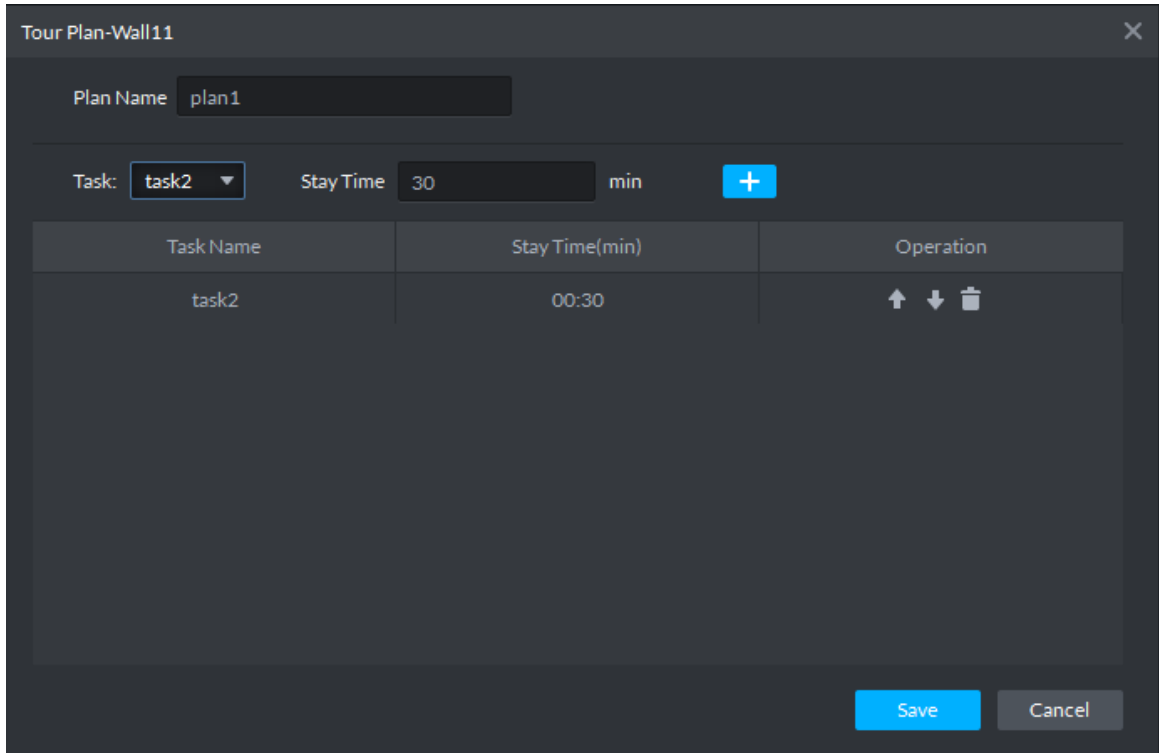 Tour Plan-Wall11
Plan Name plan1
Task: task2 Stay Time 30 min
Task Name Stay Time(min) Operation
task2 00:30
Save Cancel